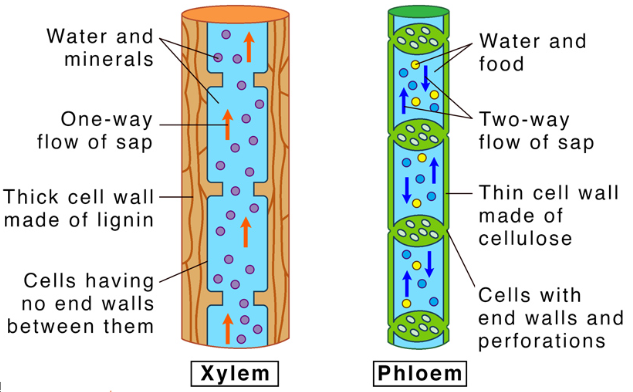 Water and
minerals
One-way
flow of sap
Thick cell wall
made of lignin
Cells having
no end walls
between them
Xylem
Water and
food
Two-way
flow of sap
Thin cell wall
made of
cellulose
Cells with
end walls and
perforations
Phloem